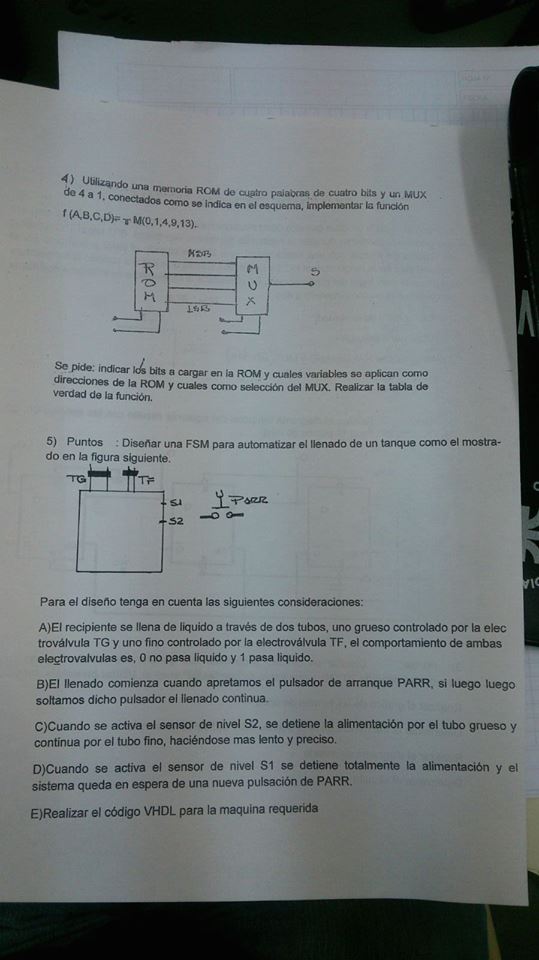 4) Utilizando una memoria ROM de cuatro palabras de cuatro bits y un MUX
de 4 a 1, conectados como se indica en el esquema, implementar la función
f (A,B,C,D)= π M(0,1,4,9,13).
MSB
ROM
MUX
S
LSB
Se pide: indicar los bits a cargar en la ROM y cuales variables se aplican como
direcciones de la ROM y cuales como selección del MUX. Realizar la tabla de
verdad de la función.
5) Puntos : Diseñar una FSM para automatizar el llenado de un tanque como el mostra-
do en la figura siguiente.
TG
TF
S1
S2
PARR
Para el diseño tenga en cuenta las siguientes consideraciones:
A)El recipiente se llena de liquido a través de dos tubos, uno grueso controlado por la elec
troválvula TG y uno fino controlado por la electroválvula TF, el comportamiento de ambas
electrovalvulas es, 0 no pasa liquido y 1 pasa liquido.
B)El llenado comienza cuando apretamos el pulsador de arranque PARR, si luego luego
soltamos dicho pulsador el llenado continua.
C)Cuando se activa el sensor de nivel S2, se detiene la alimentación por el tubo grueso y
continua por el tubo fino, haciéndose mas lento y preciso.
D)Cuando se activa el sensor de nivel S1 se detiene totalmente la alimentación y el
sistema queda en espera de una nueva pulsación de PARR.
E)Realizar el código VHDL para la maquina requerida